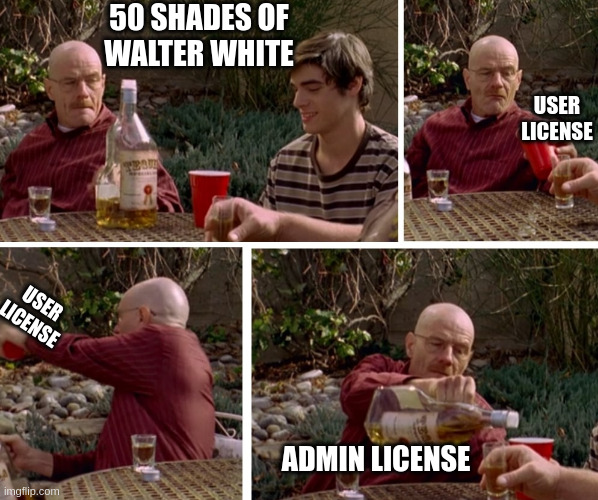 50 SHADES OF
WALTER WHITE
USER
LICENSE
USER
LICENSE
ADMIN LICENSE
imgflip.com